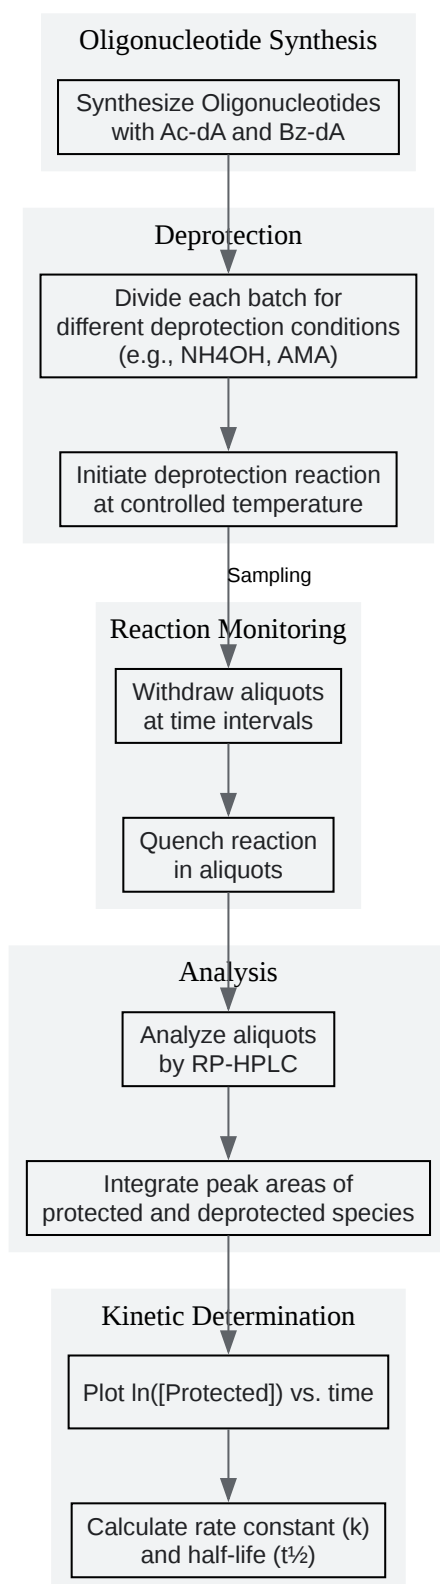 Oligonucleotide Synthesis
Synthesize Oligonucleotides
with Ac-dA and Bz-dA
Deprotection
Divide each batch for
different deprotection conditions
(e.g., NH4OH, AMA)
Initiate deprotection reaction
at controlled temperature
Sampling
Reaction Monitoring
Withdraw aliquots
at time intervals
Quench reaction
in aliquots
Analysis
Analyze aliquots
by RP-HPLC
Integrate peak areas of
protected and deprotected species
Kinetic Determination
Plot ln([Protected]) vs. time
Calculate rate constant (k)
and half-life (t½)